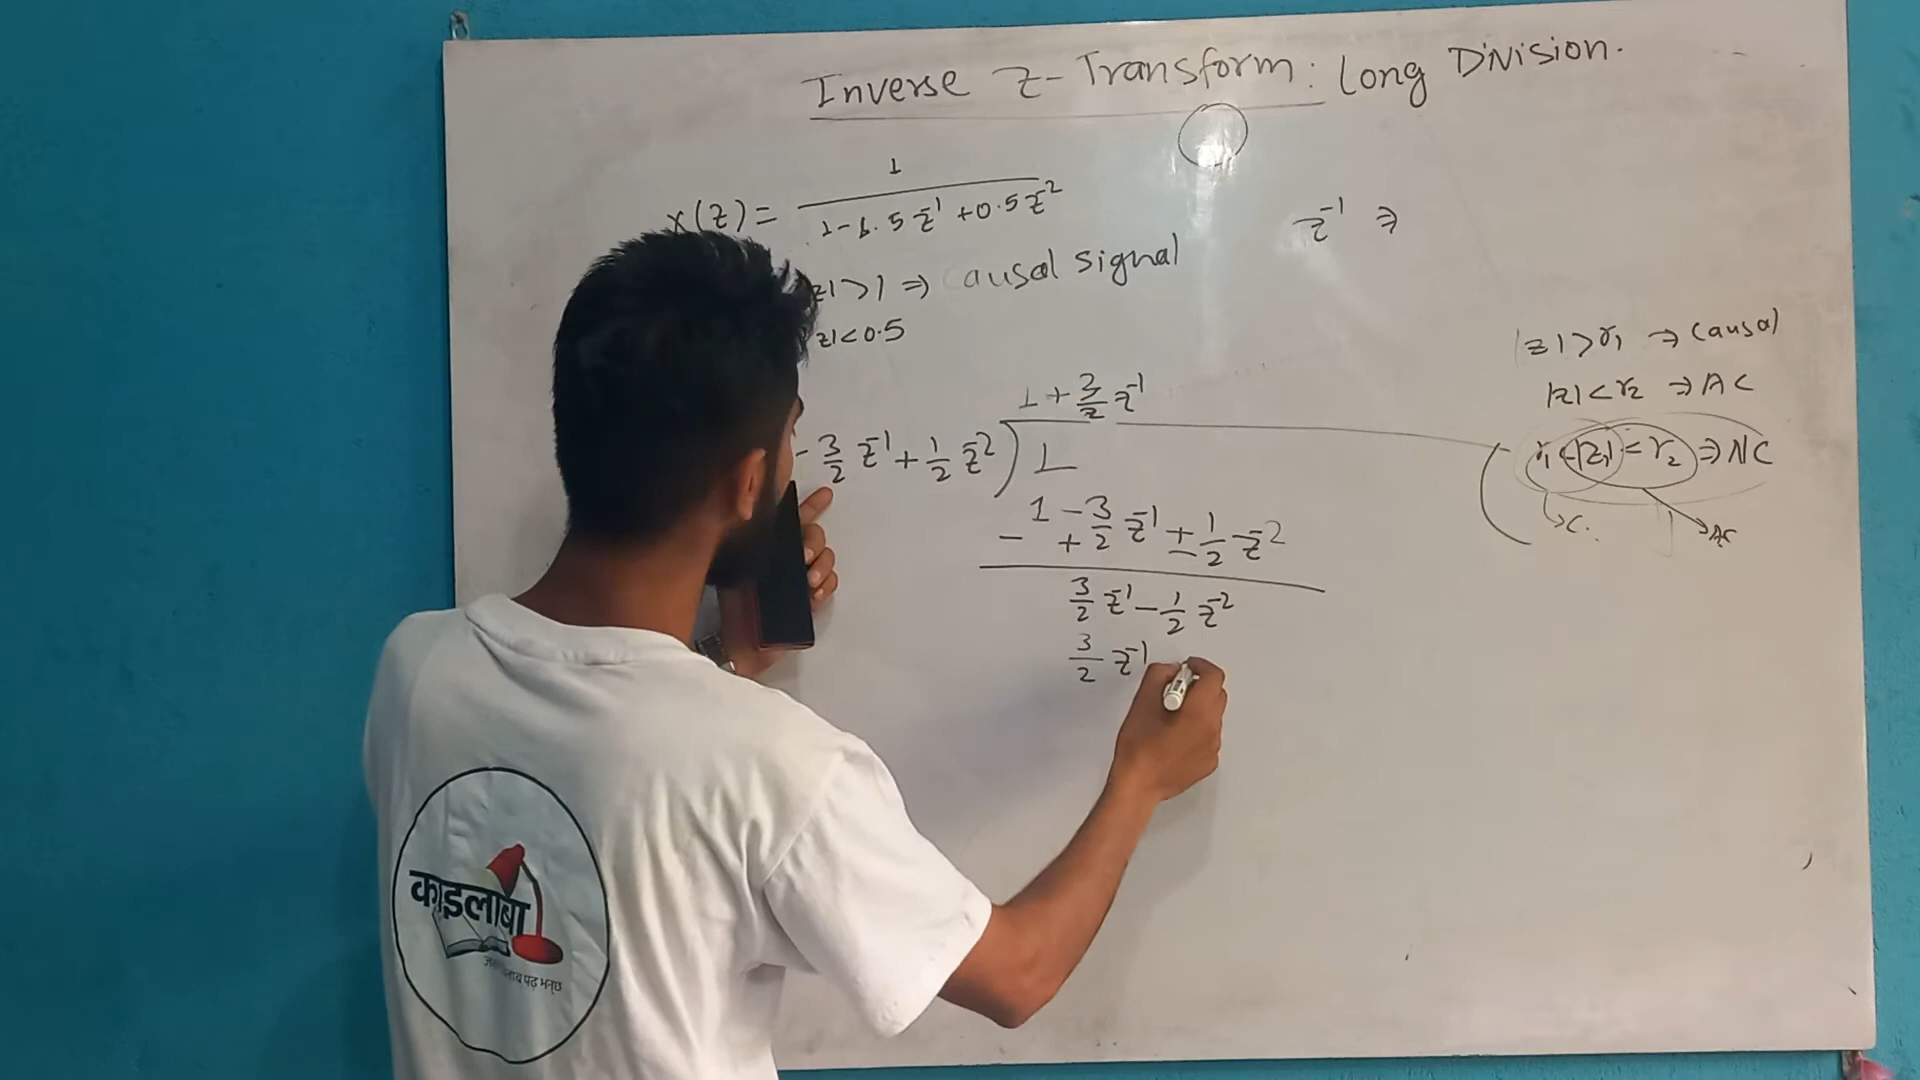 Inverse Z-Transform: Long Division.
1
X(z) = 1-1.5z⁻¹ + 0.5z⁻²
z⁻¹ ⇒
z|>1 ⇒ Causal signal
z|<0.5
|z|>r₁ ⇒ Causal
|z|<r₂ ⇒ AC
r₁<|z|=r₂ ⇒ NC
↳C.
↘AC
1 + 3/2 z⁻¹
- 3/2 z⁻¹ + 1/2 z⁻² ) 1
1 - 3/2 z⁻¹ + 1/2 z⁻²
- + -
3/2 z⁻¹ - 1/2 z⁻²
3/2 z⁻¹
काइलाबा